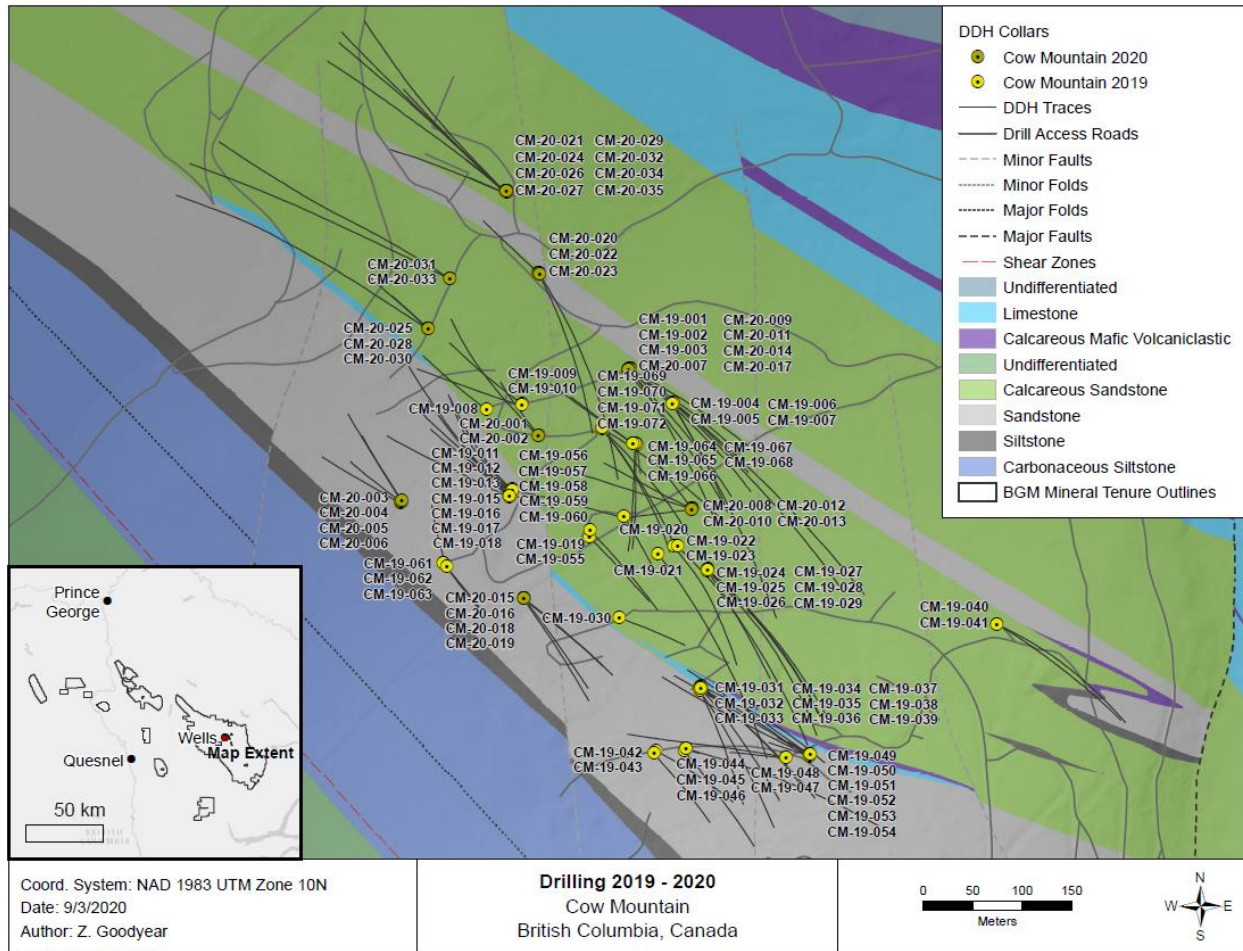 CM-20-021 CM-20-029
CM-20-024 CM-20-032
CM-20-026 CM-20-034
CM-20-027 CM-20-035
CM-20-020
CM-20-022
CM-20-023
CM-20-031
CM-20-033
CM-20-025
CM-20-028
CM-20-030
CM-19-001 CM-20-009
CM-19-002 CM-20-011
CM-19-003 CM-20-014
CM-20-007 CM-20-017
CM-19-009
CM-19-010
CM-19-069
CM-19-070
CM-19-071
CM-19-072
CM-19-004 CM-19-006
CM-19-005 CM-19-007
CM-19-008
CM-20-001
CM-20-002
CM-19-064
CM-19-065
CM-19-066
CM-19-067
CM-19-068
CM-19-011
CM-19-012
CM-19-013
CM-19-015
CM-19-016
CM-19-017
CM-19-018
CM-19-056
CM-19-057
CM-19-058
CM-19-059
CM-19-060
CM-20-003
CM-20-004
CM-20-005
CM-20-006
CM-20-008 CM-20-012
CM-20-010 CM-20-013
CM-19-020
CM-19-019
CM-19-055
CM-19-022
CM-19-023
CM-19-021
CM-19-061
CM-19-062
CM-19-063
CM-19-024 CM-19-027
CM-19-025 CM-19-028
CM-19-026 CM-19-029
CM-20-015
CM-20-016
CM-20-018
CM-20-019
CM-19-030
CM-19-040
CM-19-041
CM-19-031 CM-19-034 CM-19-037
CM-19-032 CM-19-035 CM-19-038
CM-19-033 CM-19-036 CM-19-039
CM-19-042
CM-19-043
CM-19-044
CM-19-045
CM-19-046
CM-19-048
CM-19-047
CM-19-049
CM-19-050
CM-19-051
CM-19-052
CM-19-053
CM-19-054
DDH Collars
Cow Mountain 2020
Cow Mountain 2019
DDH Traces
Drill Access Roads
Minor Faults
Minor Folds
Major Folds
Major Faults
Shear Zones
Undifferentiated
Limestone
Calcareous Mafic Volcaniclastic
Undifferentiated
Calcareous Sandstone
Sandstone
Siltstone
Carbonaceous Siltstone
BGM Mineral Tenure Outlines
Prince
George
Wells
Map Extent
Quesnel
50 km
BRITISH
COLUMBIA
Coord. System: NAD 1983 UTM Zone 10N
Date: 9/3/2020
Author: Z. Goodyear
Drilling 2019 - 2020
Cow Mountain
British Columbia, Canada
0 50 100 150
Meters
N
W E
S